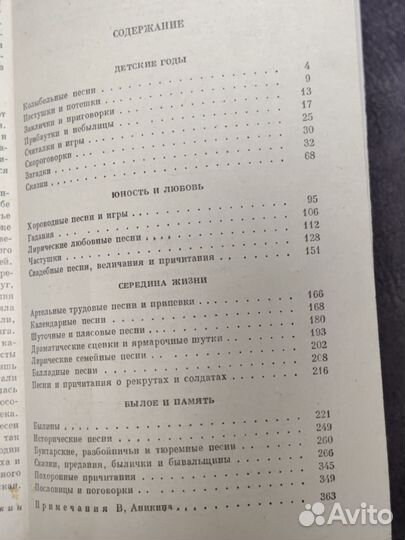 СОДЕРЖАНИЕ
ДЕТСКИЕ ГОДЫ
Колыбельные песни . . . . . . . . 4
Пестушки и потешки . . . . . . . . 9
Заклички и приговорки . . . . . . . . 13
Прибаутки и небылицы . . . . . . . . 17
Считалки и игры . . . . . . . . 25
Скороговорки . . . . . . . . 30
Загадки . . . . . . . . 32
Сказки . . . . . . . . 68
ЮНОСТЬ И ЛЮБОВЬ
Хороводные песни и игры . . . . . . . . 95
Гадания . . . . . . . . 106
Лирические любовные песни . . . . . . . . 112
Частушки . . . . . . . . 128
Свадебные песни, величания и причитания . . . . 151
СЕРЕДИНА ЖИЗНИ
Артельные трудовые песни и припевки . . . . 166
Календарные песни . . . . . . . . 168
Шуточные и плясовые песни . . . . . . . . 180
Драматические сценки и ярмарочные шутки . . . . 193
Лирические семейные песни . . . . . . . . 202
Балладные песни . . . . . . . . 208
Песни и причитания о рекрутах и солдатах . . . . 216
БЫЛОЕ И ПАМЯТЬ
Былины . . . . . . . . 221
Исторические песни . . . . . . . . 249
Бунтарские, разбойничьи и тюремные песни . . . . 260
Сказки, предания, былички и бывальщины . . . . 266
Похоронные причитания . . . . . . . . 345
Пословицы и поговорки . . . . . . . . 349
Примечания В. Аникина . . . . . . . . 363
Avito